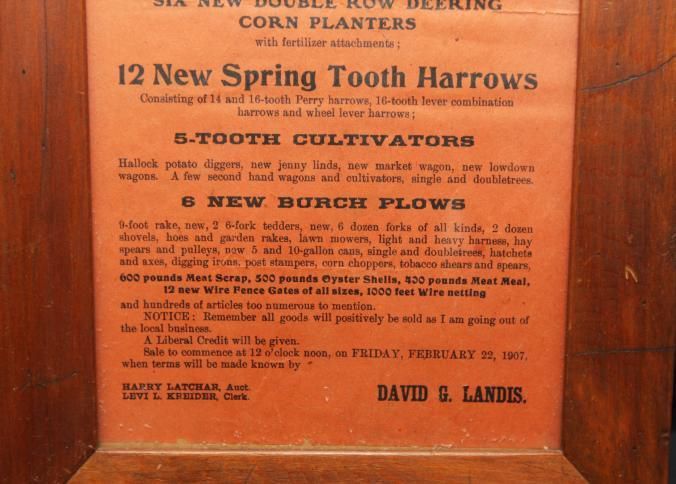 SIX NEW DOUBLE ROW DEERING
CORN PLANTERS
with fertilizer attachments;
12 New Spring Tooth Harrows
Consisting of 14 and 16-tooth Perry harrows, 16-tooth lever combination
harrows and wheel lever harrows;
5-TOOTH CULTIVATORS
Hallock potato diggers, new jenny linds, new market wagon, new lowdown
wagons. A few second hand wagons and cultivators, single and doubletrees.
6 NEW BURCH PLOWS
9-foot rake, new, 2 6-fork tedders, new, 6 dozen forks of all kinds, 2 dozen
shovels, hoes and garden rakes, lawn mowers, light and heavy harness, hay
spears and pulleys, now 5 and 10-gallon cans, single and doubletrees, hatchets
and axes, digging irons, post stampers, corn choppers, tobacco shears and spears,
600 pounds Meat Scrap, 500 pounds Oyster Shells, 400 pounds Meat Meal,
12 new Wire Fence Gates of all sizes, 1000 feet Wire netting
and hundreds of articles too numerous to mention.
NOTICE: Remember all goods will positively be sold as I am going out of
the local business.
A Liberal Credit will be given.
Sale to commence at 12 o'clock noon, on FRIDAY, FEBRUARY 22, 1907,
when terms will be made known by
HARRY LATCHAR, Auct.
LEVI L. KREIDER, Clerk.
DAVID G. LANDIS.